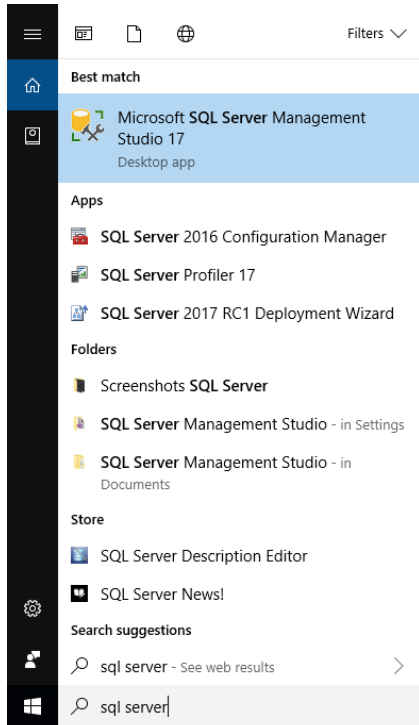 Filters
Best match
Microsoft SQL Server Management
Studio 17
Desktop app
Apps
SQL Server 2016 Configuration Manager
SQL Server Profiler 17
SQL Server 2017 RC1 Deployment Wizard
Folders
Screenshots SQL Server
SQL Server Management Studio - in Settings
SQL Server Management Studio - in
Documents
Store
SQL Server Description Editor
SQL Server News!
Search suggestions
sql server - See web results
sql server